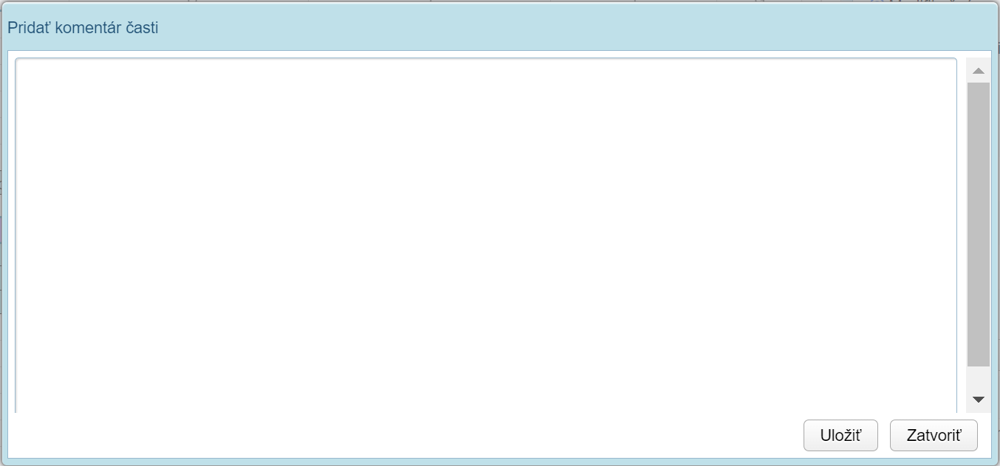 Pridať komentár časti
Uložiť
Zatvoriť